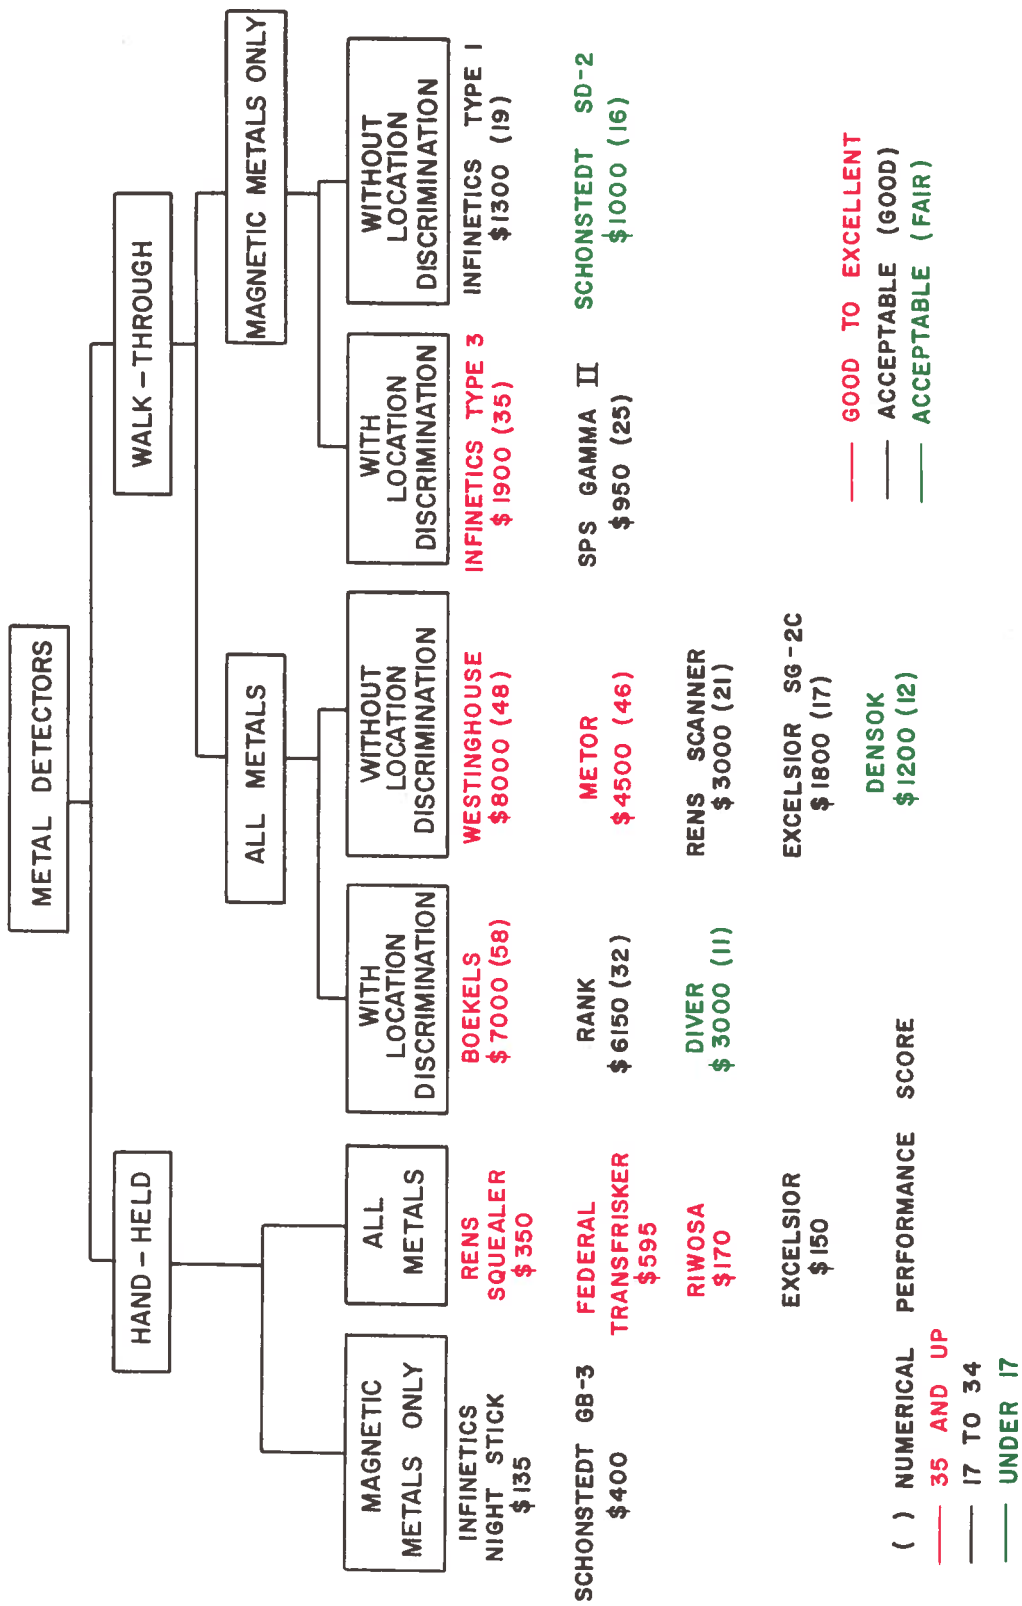 METAL DETECTORS
HAND-HELD
WALK-THROUGH
ALL METALS
MAGNETIC METALS ONLY
MAGNETIC
METALS ONLY
INFINETICS
NIGHT STICK
$135
SCHONSTEDT GB-3
$400
ALL
METALS
RENS
SQUEALER
$350
FEDERAL
TRANSFRISKER
$595
RIWOSA
$170
EXCELSIOR
$150
WITH
LOCATION
DISCRIMINATION
BOEKELS
$7000 (58)
RANK
$6150 (32)
DIVER
$3000 (11)
WITHOUT
LOCATION
DISCRIMINATION
WESTINGHOUSE
$8000 (48)
METOR
$4500 (46)
RENS SCANNER
$3000 (21)
EXCELSIOR SG-2C
$1800 (17)
DENSOK
$1200 (12)
WITH
LOCATION
DISCRIMINATION
INFINETICS TYPE 3
$1900 (35)
SPS GAMMA II
$950 (25)
WITHOUT
LOCATION
DISCRIMINATION
INFINETICS TYPE I
$1300 (19)
SCHONSTEDT SD-2
$1000 (16)
( ) NUMERICAL PERFORMANCE SCORE
35 AND UP
17 TO 34
UNDER 17
GOOD TO EXCELLENT
ACCEPTABLE (GOOD)
ACCEPTABLE (FAIR)